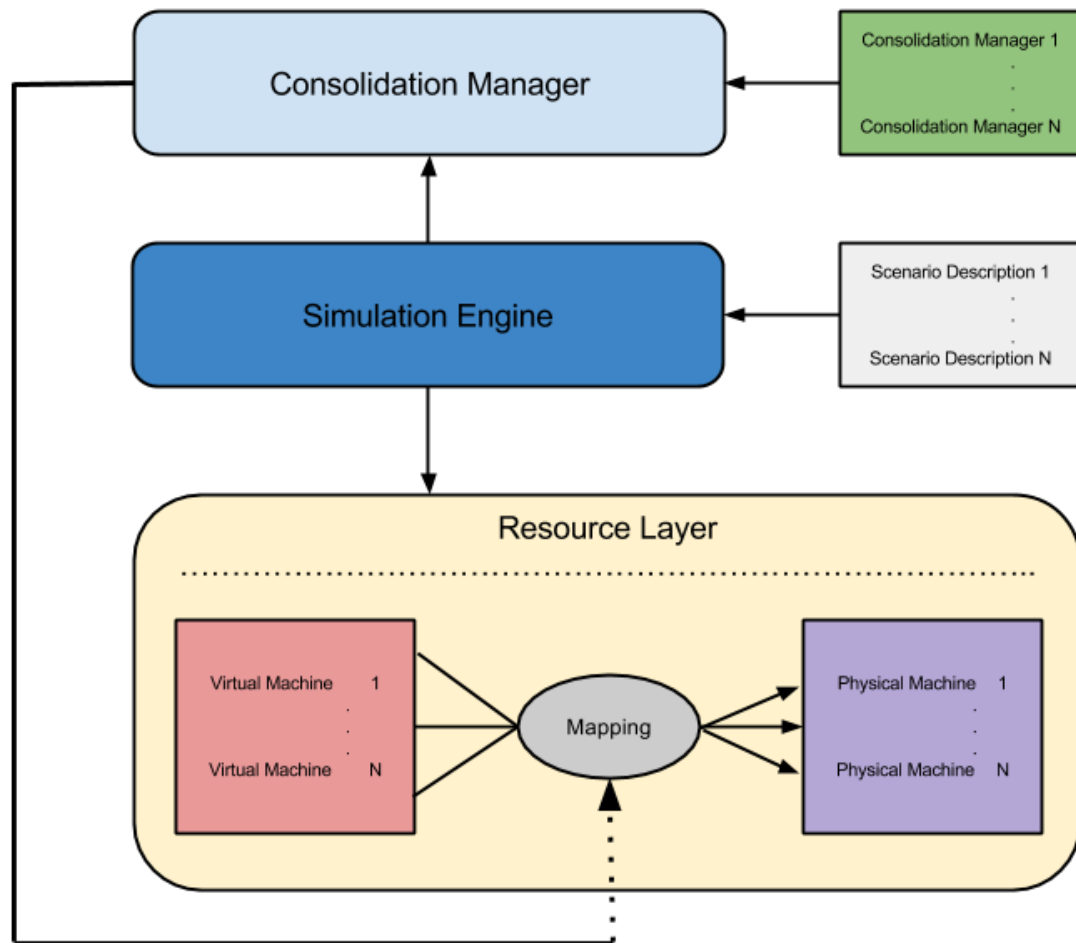 Consolidation Manager
Consolidation Manager 1
.
.
.
Consolidation Manager N
Simulation Engine
Scenario Description 1
.
.
.
Scenario Description N
Resource Layer
Virtual Machine 1
.
.
.
Virtual Machine N
Mapping
Physical Machine 1
.
.
.
Physical Machine N